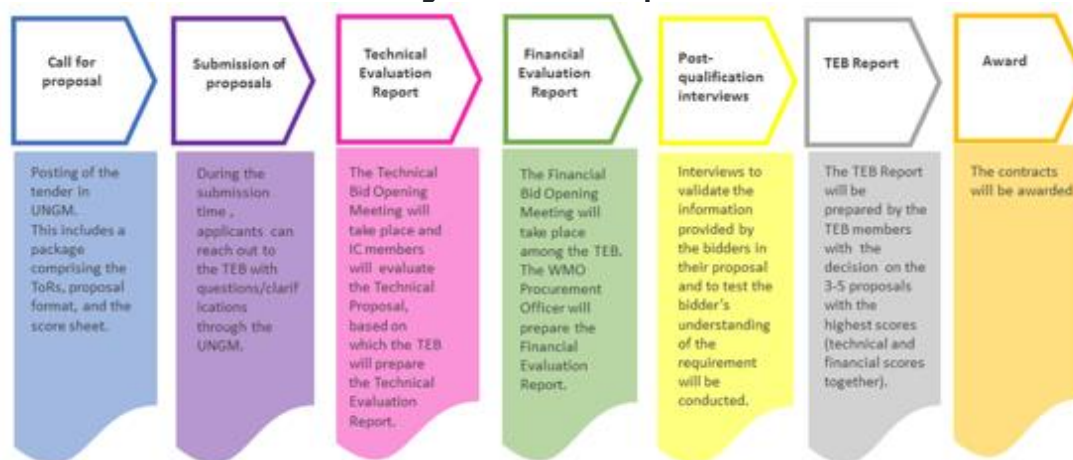 Call for
proposal
Submission of
proposals
Technical
Evaluation
Report
Financial
Evaluation
Report
Post-
qualification
interviews
TEB Report
Award
Posting of the
tender in
UNGM.
This includes a
package
comprising the
ToRs, proposal
format, and the
score sheet.
During the
submission
time ,
applicants can
reach out to
the TEB with
questions/clarif
ications
through the
UNGM.
The Technical
Bid Opening
Meeting will
take place and
IC members
will evaluate
the Technical
Proposal,
based on
which the TEB
will prepare
the Technical
Evaluation
Report.
The Financial
Bid Opening
Meeting will
take place
among the TEB.
The WMO
Procurement
Officer will
prepare the
Financial
Evaluation
Report.
Interviews to
validate the
information
provided by
the bidders in
their proposal
and to test the
bidder's
understanding
of the
requirement
will be
conducted.
The TEB Report
will be
prepared by the
TEB members
with the
decision on the
3-5 proposals
with the
highest scores
(technical and
financial scores
together).
The contracts
will be awarded